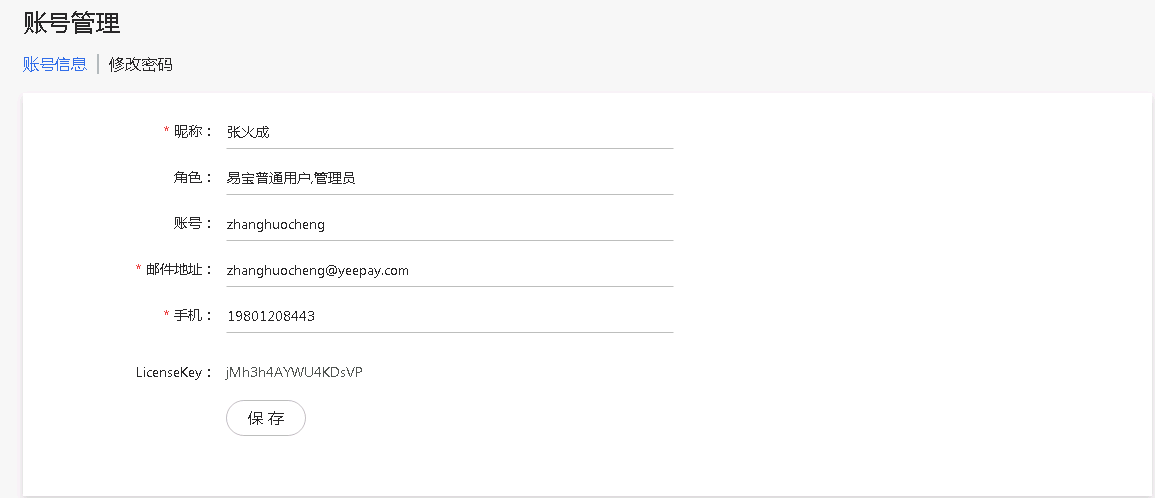 账号管理
账号信息 | 修改密码
* 昵称： 张火成
角色： 易宝普通用户,管理员
账号： zhanghuocheng
* 邮件地址： zhanghuocheng@yeepay.com
* 手机： 19801208443
LicenseKey： jMh3h4AYWU4KDsVP
保 存